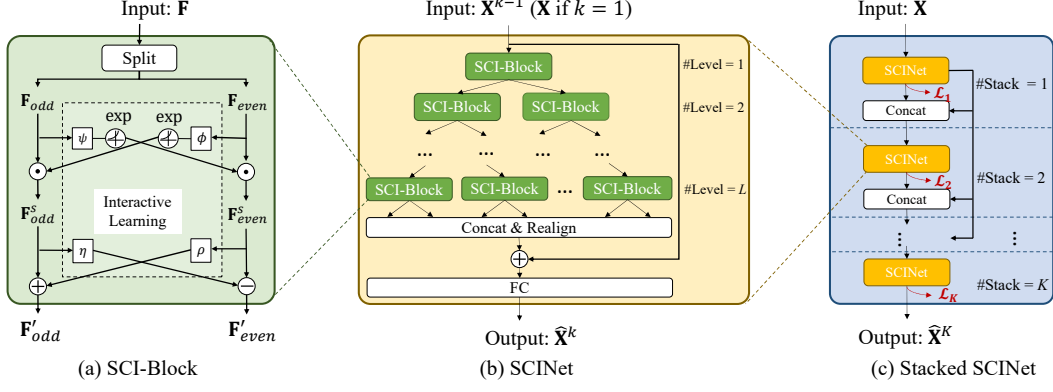 Input: F
Split
F_odd
F_even
exp
exp
ψ
ϕ
F^s_odd
F^s_even
Interactive
Learning
η
ρ
F′_odd
F′_even
(a) SCI-Block
Input: X^{k−1} (X if k = 1)
SCI-Block
#Level = 1
SCI-Block
SCI-Block
#Level = 2
...
...
...
...
SCI-Block
SCI-Block
...
SCI-Block
#Level = L
Concat & Realign
FC
Output: X̂^k
(b) SCINet
Input: X
SCINet
#Stack = 1
ℒ_1
Concat
SCINet
#Stack = 2
ℒ_2
Concat
SCINet
#Stack = K
ℒ_K
Output: X̂^K
(c) Stacked SCINet